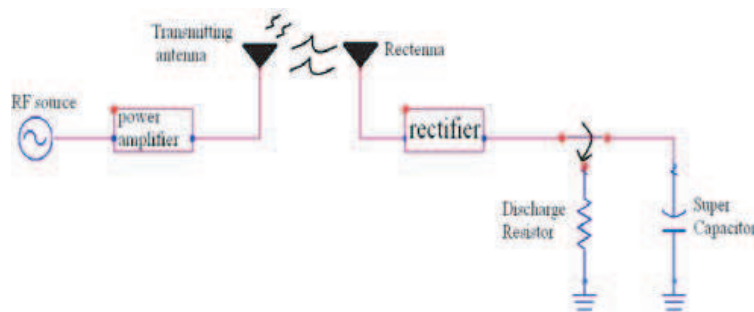 Transmitting
antenna
Rectenna
RF source
power
amplifier
rectifier
Discharge
Resistor
Super
Capacitor